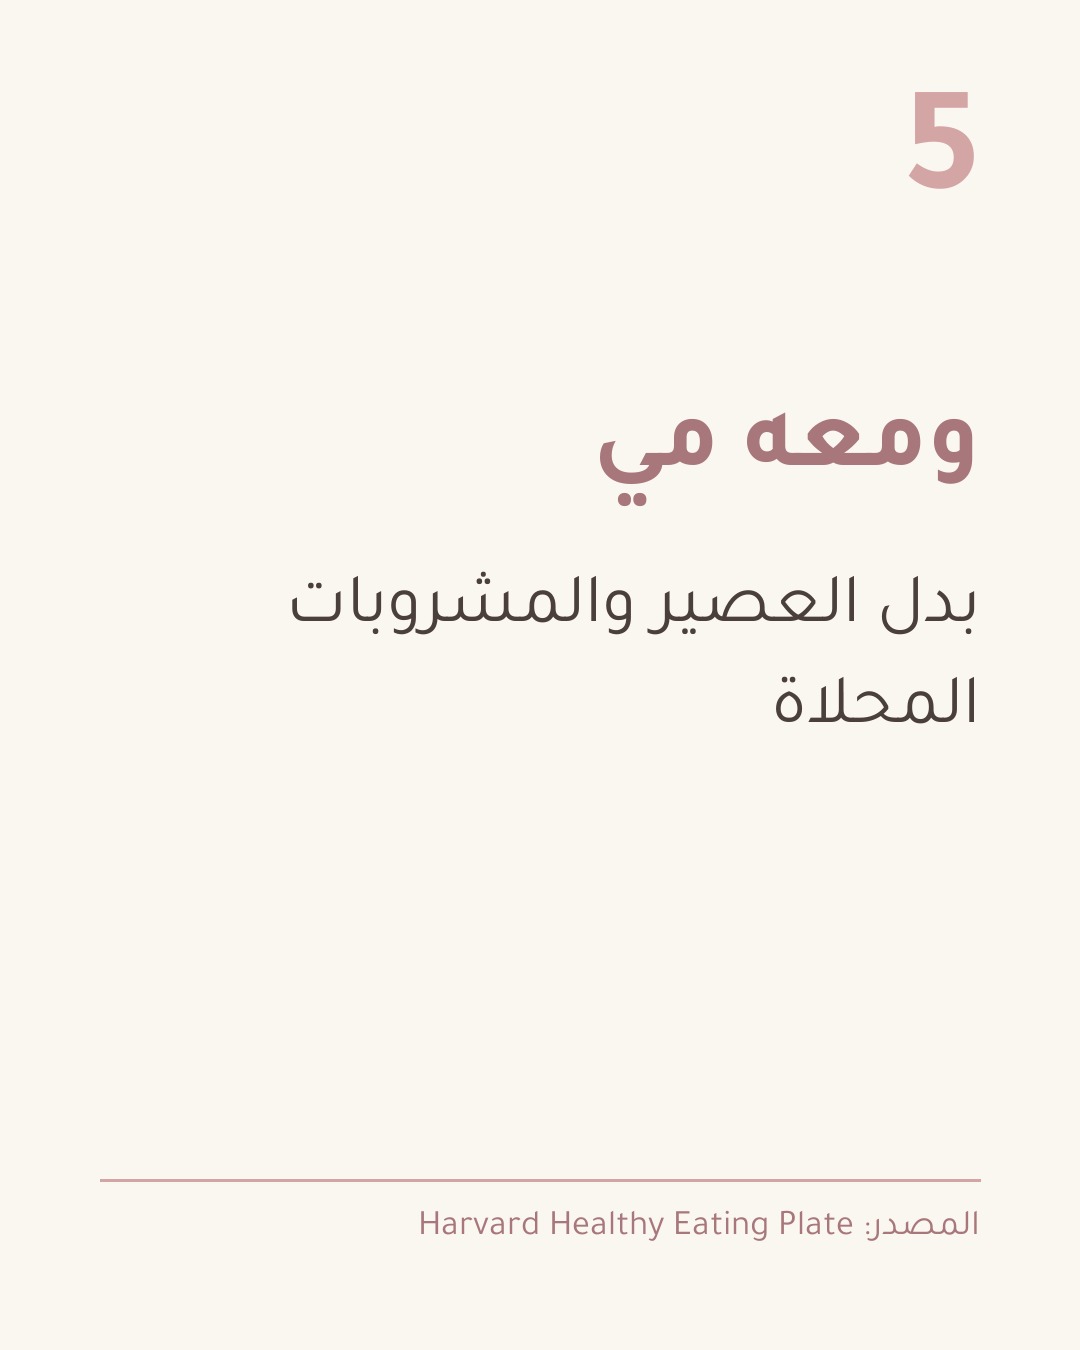 5
ومعه مي
بدل العصير والمشروبات
المحلاة
المصدر: Harvard Healthy Eating Plate